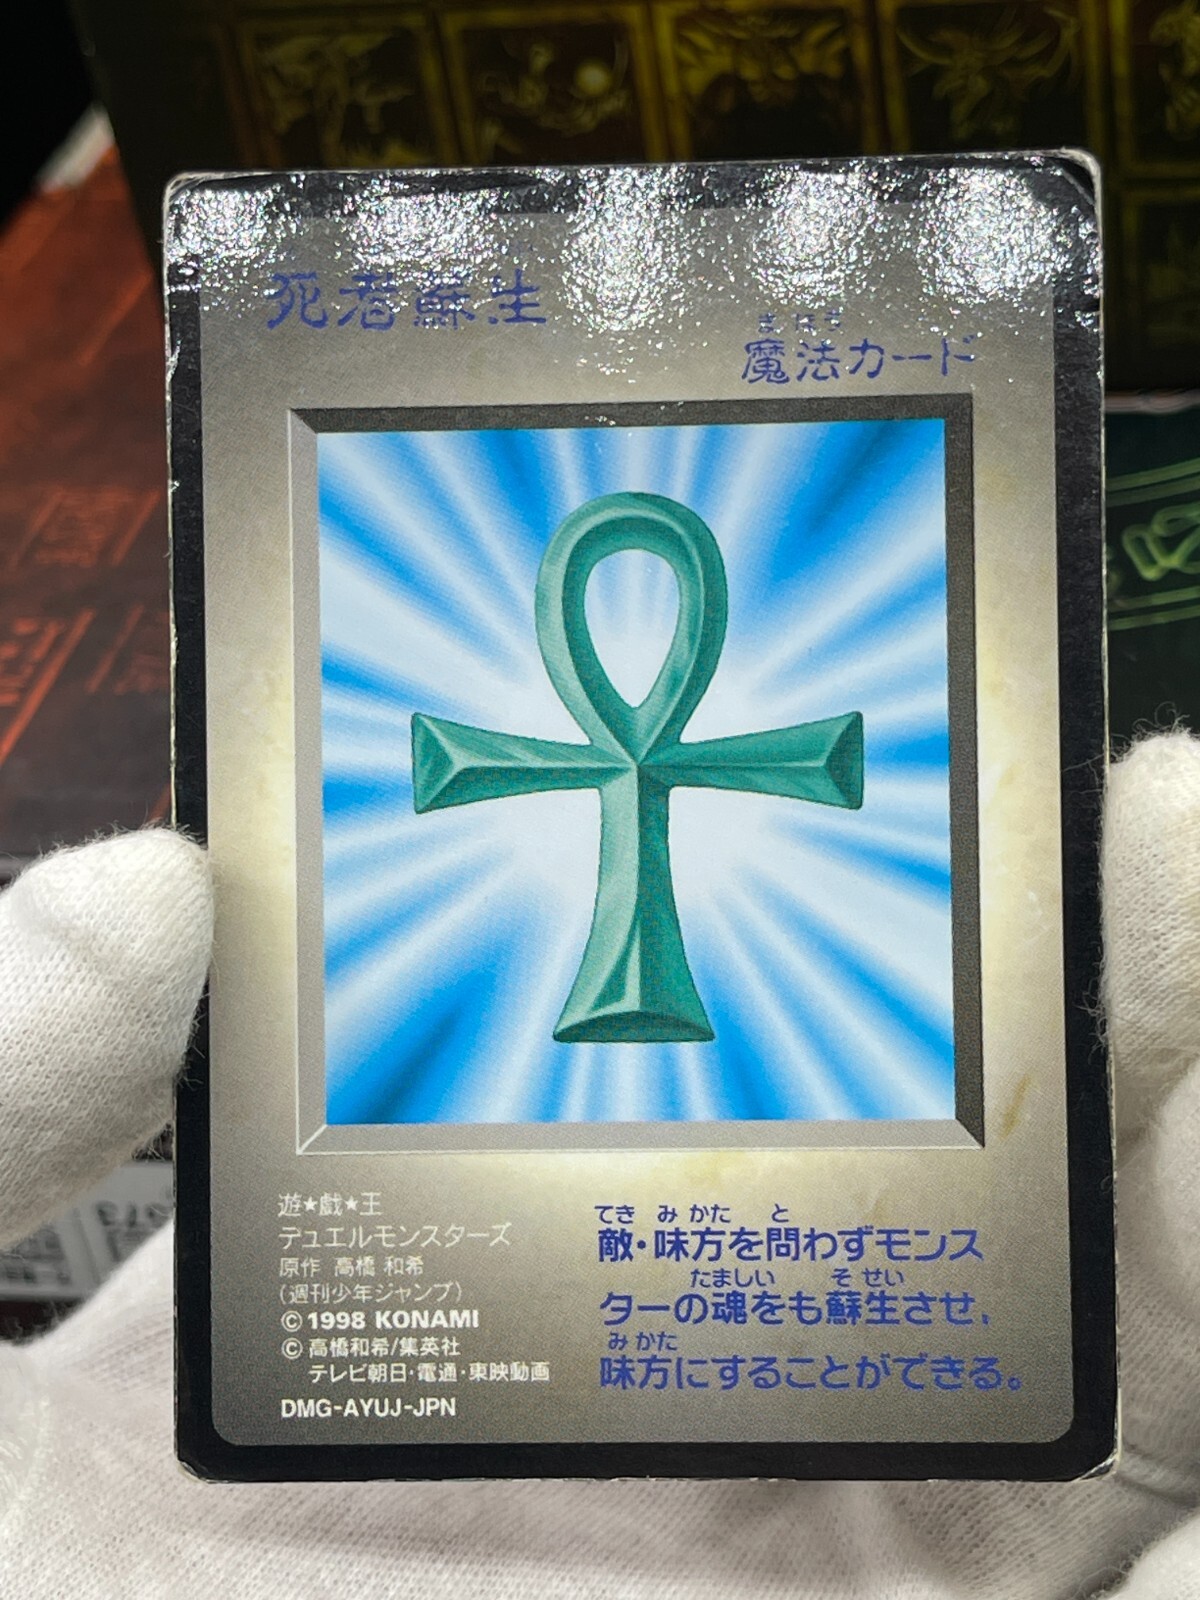 死者蘇生
まほう
魔法カード
遊★戯★王
デュエルモンスターズ
原作 高橋 和希
(週刊少年ジャンプ)
©1998 KONAMI
©高橋和希/集英社
テレビ朝日・電通・東映動画
DMG-AYUJ-JPN
てき みかた と
敵・味方を問わずモンス
たましい そせい
ターの魂をも蘇生させ、
みかた
味方にすることができる。